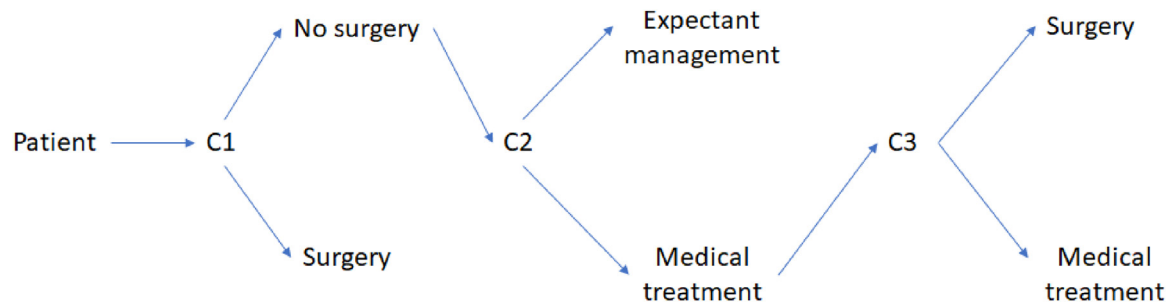 Patient
C1
No surgery
Surgery
C2
Expectant
management
Medical
treatment
C3
Surgery
Medical
treatment